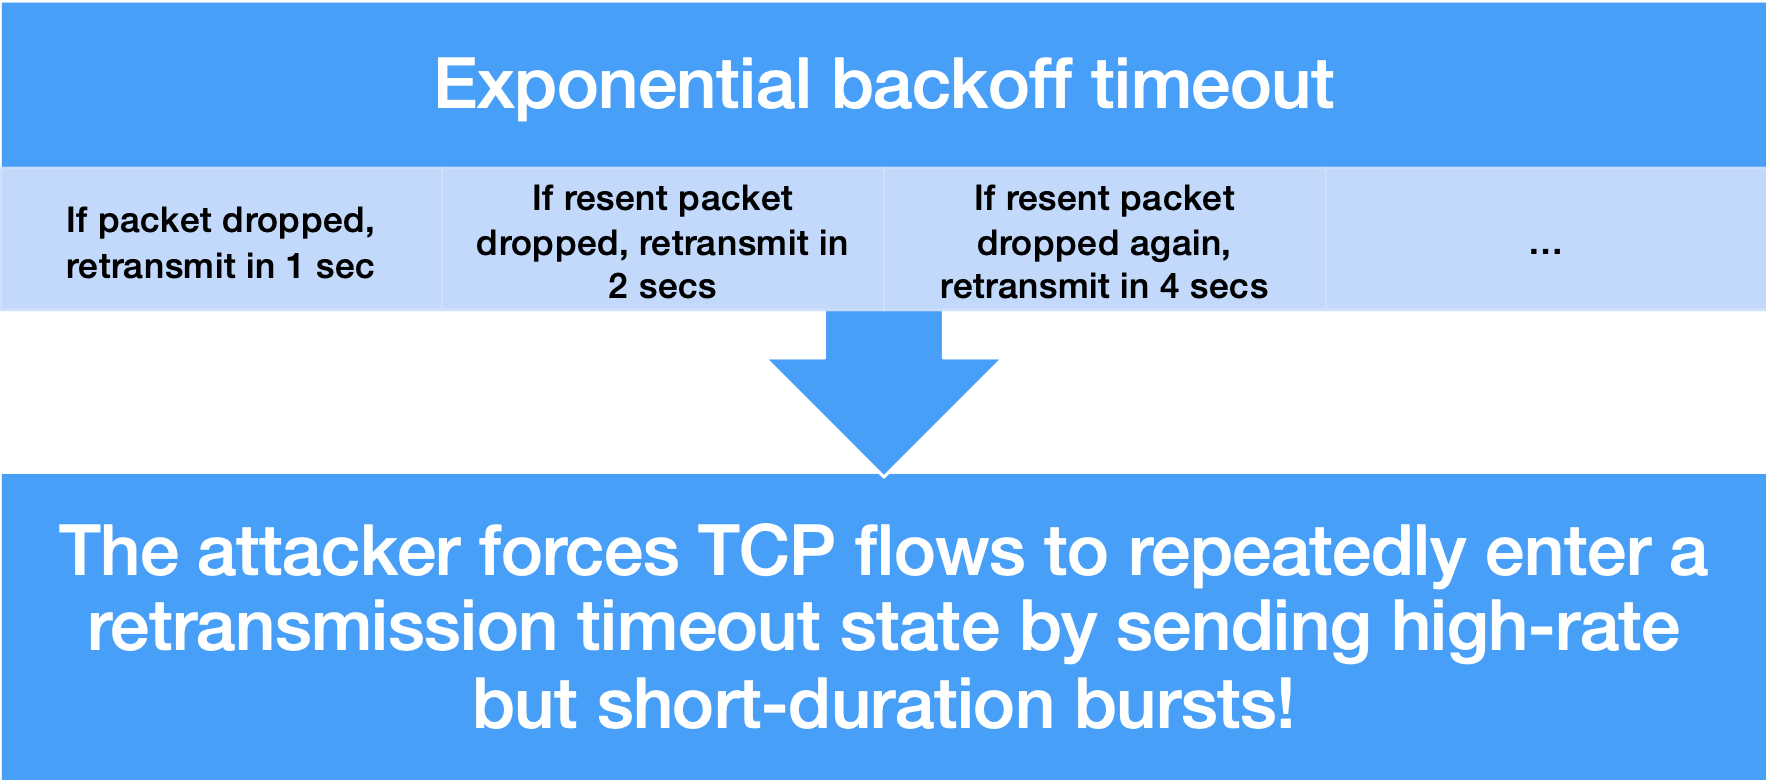 Exponential backoff timeout
If packet dropped,
retransmit in 1 sec
If resent packet
dropped, retransmit in
2 secs
If resent packet
dropped again,
retransmit in 4 secs
...
The attacker forces TCP flows to repeatedly enter a
retransmission timeout state by sending high-rate
but short-duration bursts!